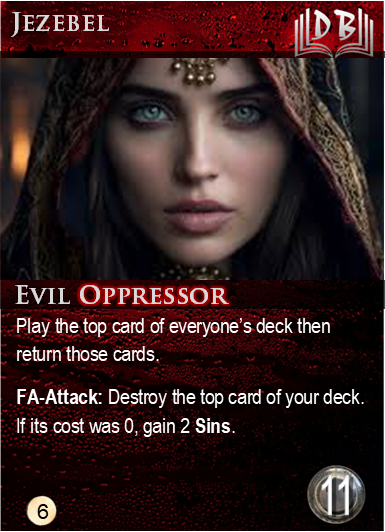 Jezebel
DB
Evil Oppressor
Play the top card of everyone's deck then
return those cards.
FA-Attack: Destroy the top card of your deck.
If its cost was 0, gain 2 Sins.
6
11